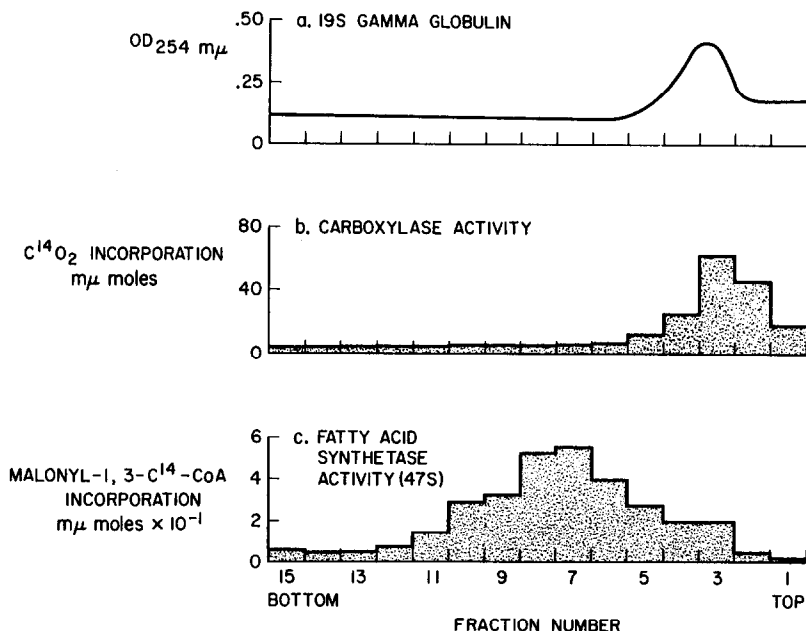 .50
OD254 mμ
.25
0
a. 19S GAMMA GLOBULIN
80
C¹⁴O₂ INCORPORATION
mμ moles
40
0
b. CARBOXYLASE ACTIVITY
6
MALONYL-1, 3-C¹⁴-CoA
INCORPORATION
mμ moles × 10⁻¹
4
2
0
c. FATTY ACID
SYNTHETASE
ACTIVITY (47S)
15 13 11 9 7 5 3 1
BOTTOM TOP
FRACTION NUMBER